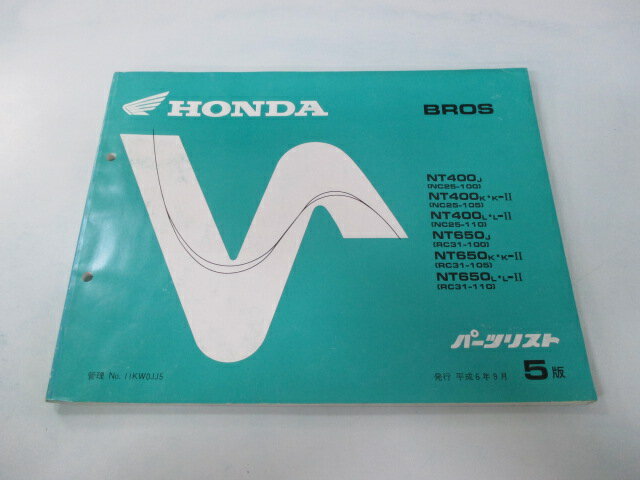 HONDA
BROS
NT400J
(NC25-100)
NT400K・K-II
(NC25-105)
NT400L・L-II
(NC25-110)
NT650J
(RC31-100)
NT650K・K-II
(RC31-105)
NT650L・L-II
(RC31-110)
パーツリスト
管理 No. 11KW0JJ5
発行 平成6年9月 5版